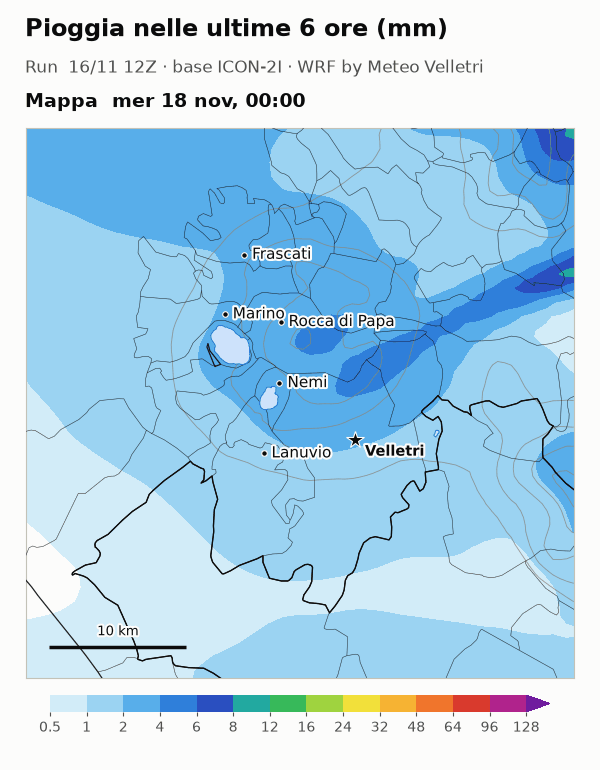 Pioggia nelle ultime 6 ore (mm)
Run  16/11 12Z · base ICON-2I · WRF by Meteo Velletri
Mappa  mer 18 nov, 00:00
Frascati
Marino
Rocca di Papa
Nemi
Velletri
Lanuvio
10 km
0.5 1 2 4 6 8 12 16 24 32 48 64 96 128